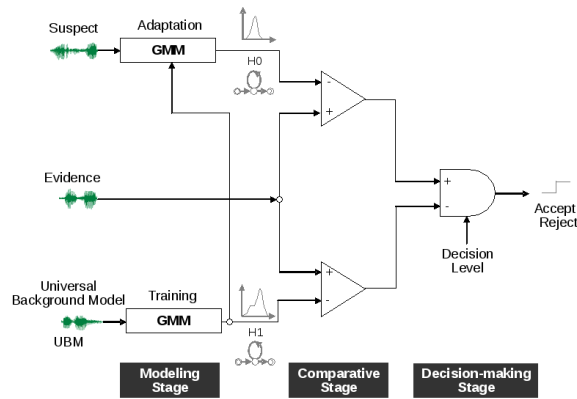 Suspect
Adaptation
GMM
H0
-
+
Evidence
+
-
Accept
Reject
Decision
Level
Universal
Background Model
Training
GMM
UBM
+
-
H1
Modeling
Stage
Comparative
Stage
Decision-making
Stage